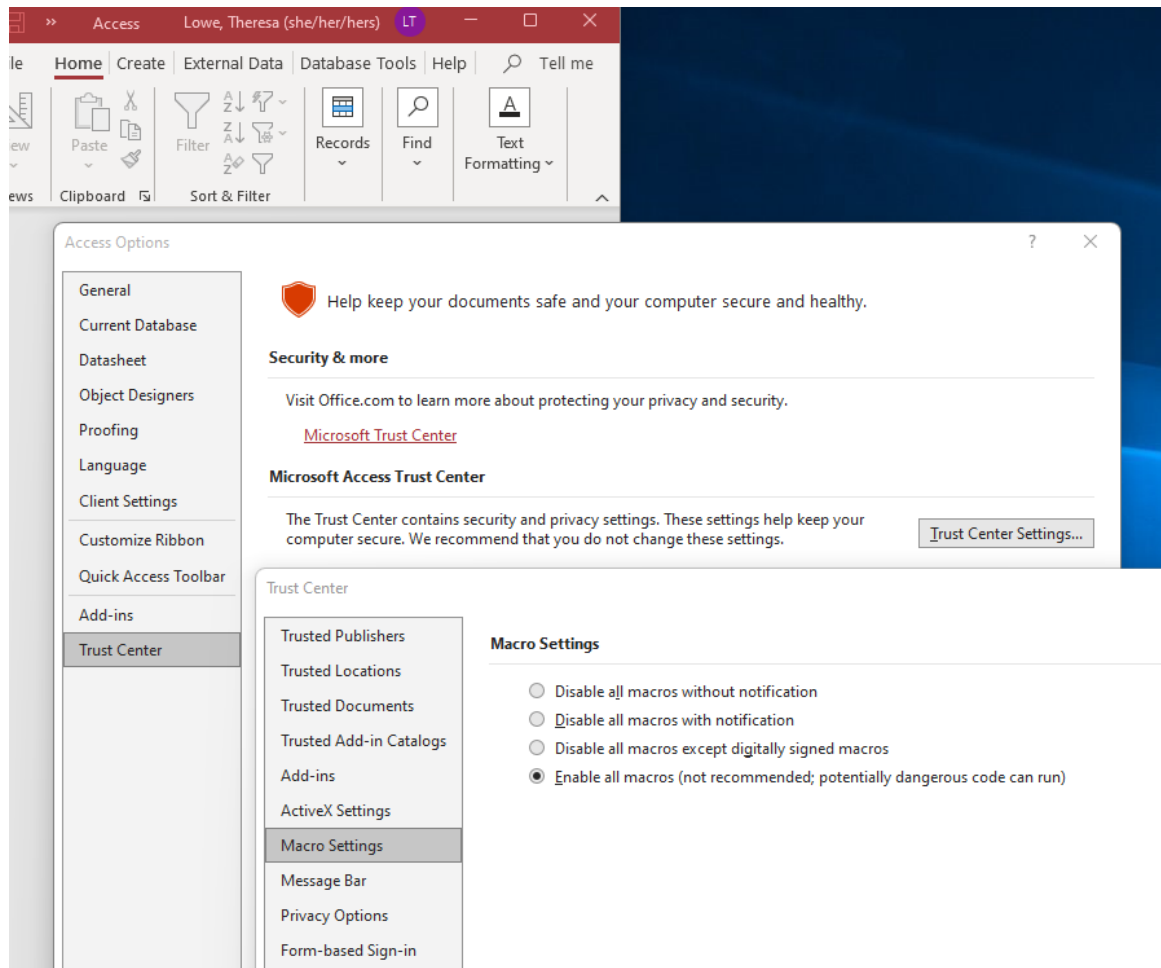 Access Lowe, Theresa (she/her/hers) LT
Home Create External Data Database Tools Help Tell me
Paste
Filter
Records
Find
Text
Formatting
Clipboard
Sort & Filter
Access Options
General
Current Database
Datasheet
Object Designers
Proofing
Language
Client Settings
Customize Ribbon
Quick Access Toolbar
Add-ins
Trust Center
Help keep your documents safe and your computer secure and healthy.
Security & more
Visit Office.com to learn more about protecting your privacy and security.
Microsoft Trust Center
Microsoft Access Trust Center
The Trust Center contains security and privacy settings. These settings help keep your
computer secure. We recommend that you do not change these settings.
Trust Center Settings...
Trust Center
Trusted Publishers
Trusted Locations
Trusted Documents
Trusted Add-in Catalogs
Add-ins
ActiveX Settings
Macro Settings
Message Bar
Privacy Options
Form-based Sign-in
Macro Settings
Disable all macros without notification
Disable all macros with notification
Disable all macros except digitally signed macros
Enable all macros (not recommended; potentially dangerous code can run)